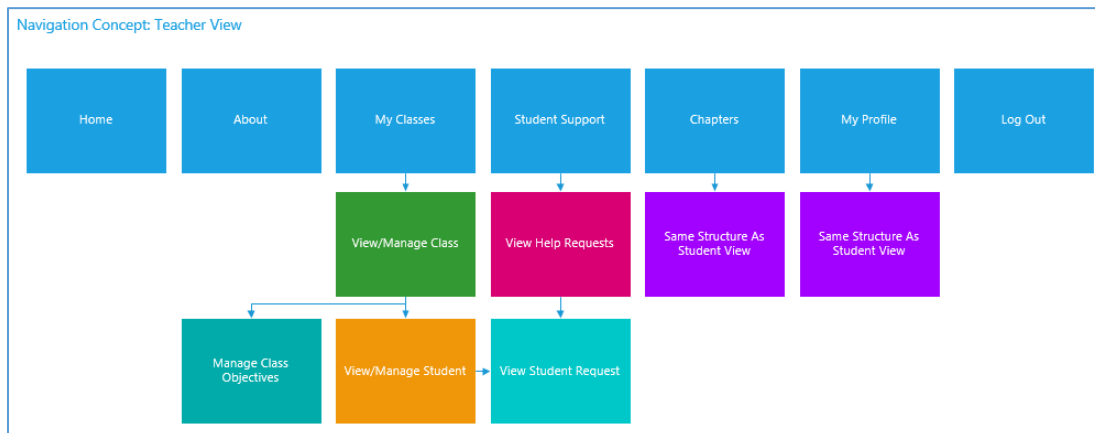 Navigation Concept: Teacher View
Home
About
My Classes
Student Support
Chapters
My Profile
Log Out
View/Manage Class
View Help Requests
Same Structure As
Student View
Same Structure As
Student View
Manage Class
Objectives
View/Manage Student
View Student Request